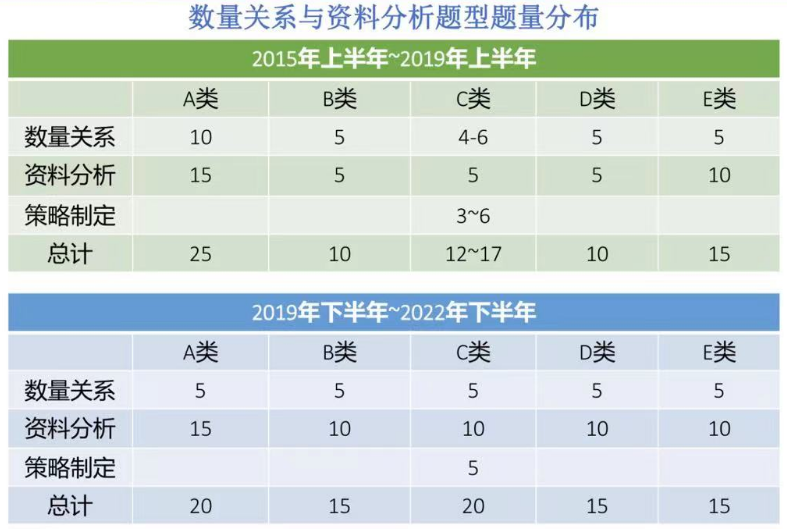 数量关系与资料分析题型题量分布
2015年上半年~2019年上半年
A类 B类 C类 D类 E类
数量关系 10 5 4-6 5 5
资料分析 15 5 5 5 10
策略制定 3~6
总计 25 10 12~17 10 15
2019年下半年~2022年下半年
A类 B类 C类 D类 E类
数量关系 5 5 5 5 5
资料分析 15 10 10 10 10
策略制定 5
总计 20 15 20 15 15